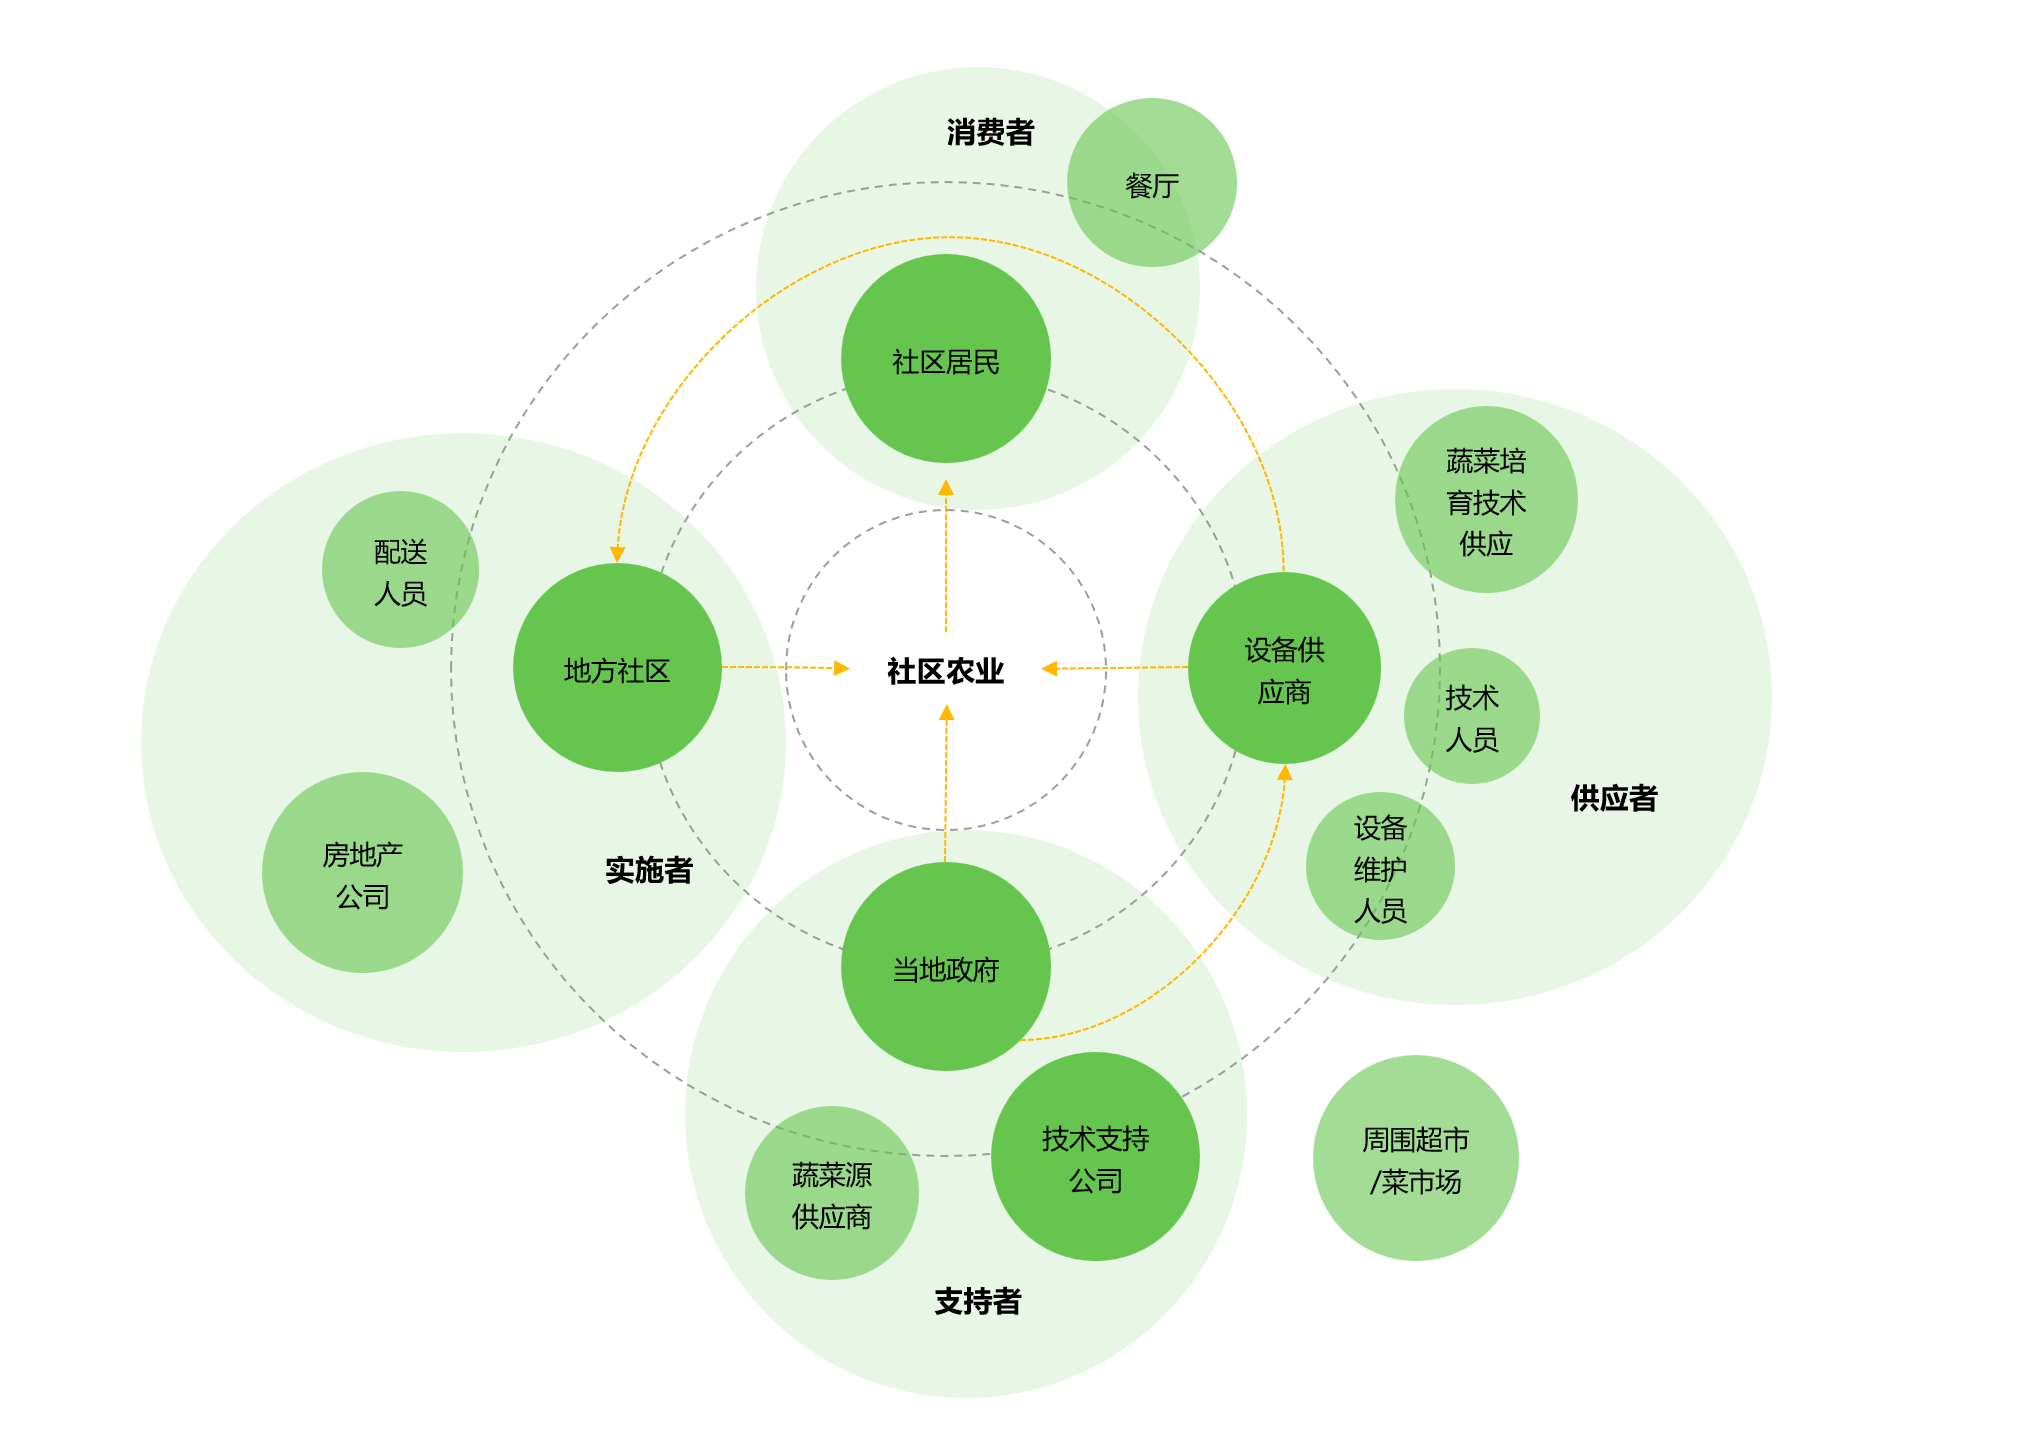 消费者
餐厅
社区居民
蔬菜培
育技术
供应
配送
人员
地方社区
社区农业
设备供
应商
技术
人员
供应者
设备
维护
人员
房地产
公司
实施者
当地政府
技术支持
公司
周围超市
/菜市场
蔬菜源
供应商
支持者